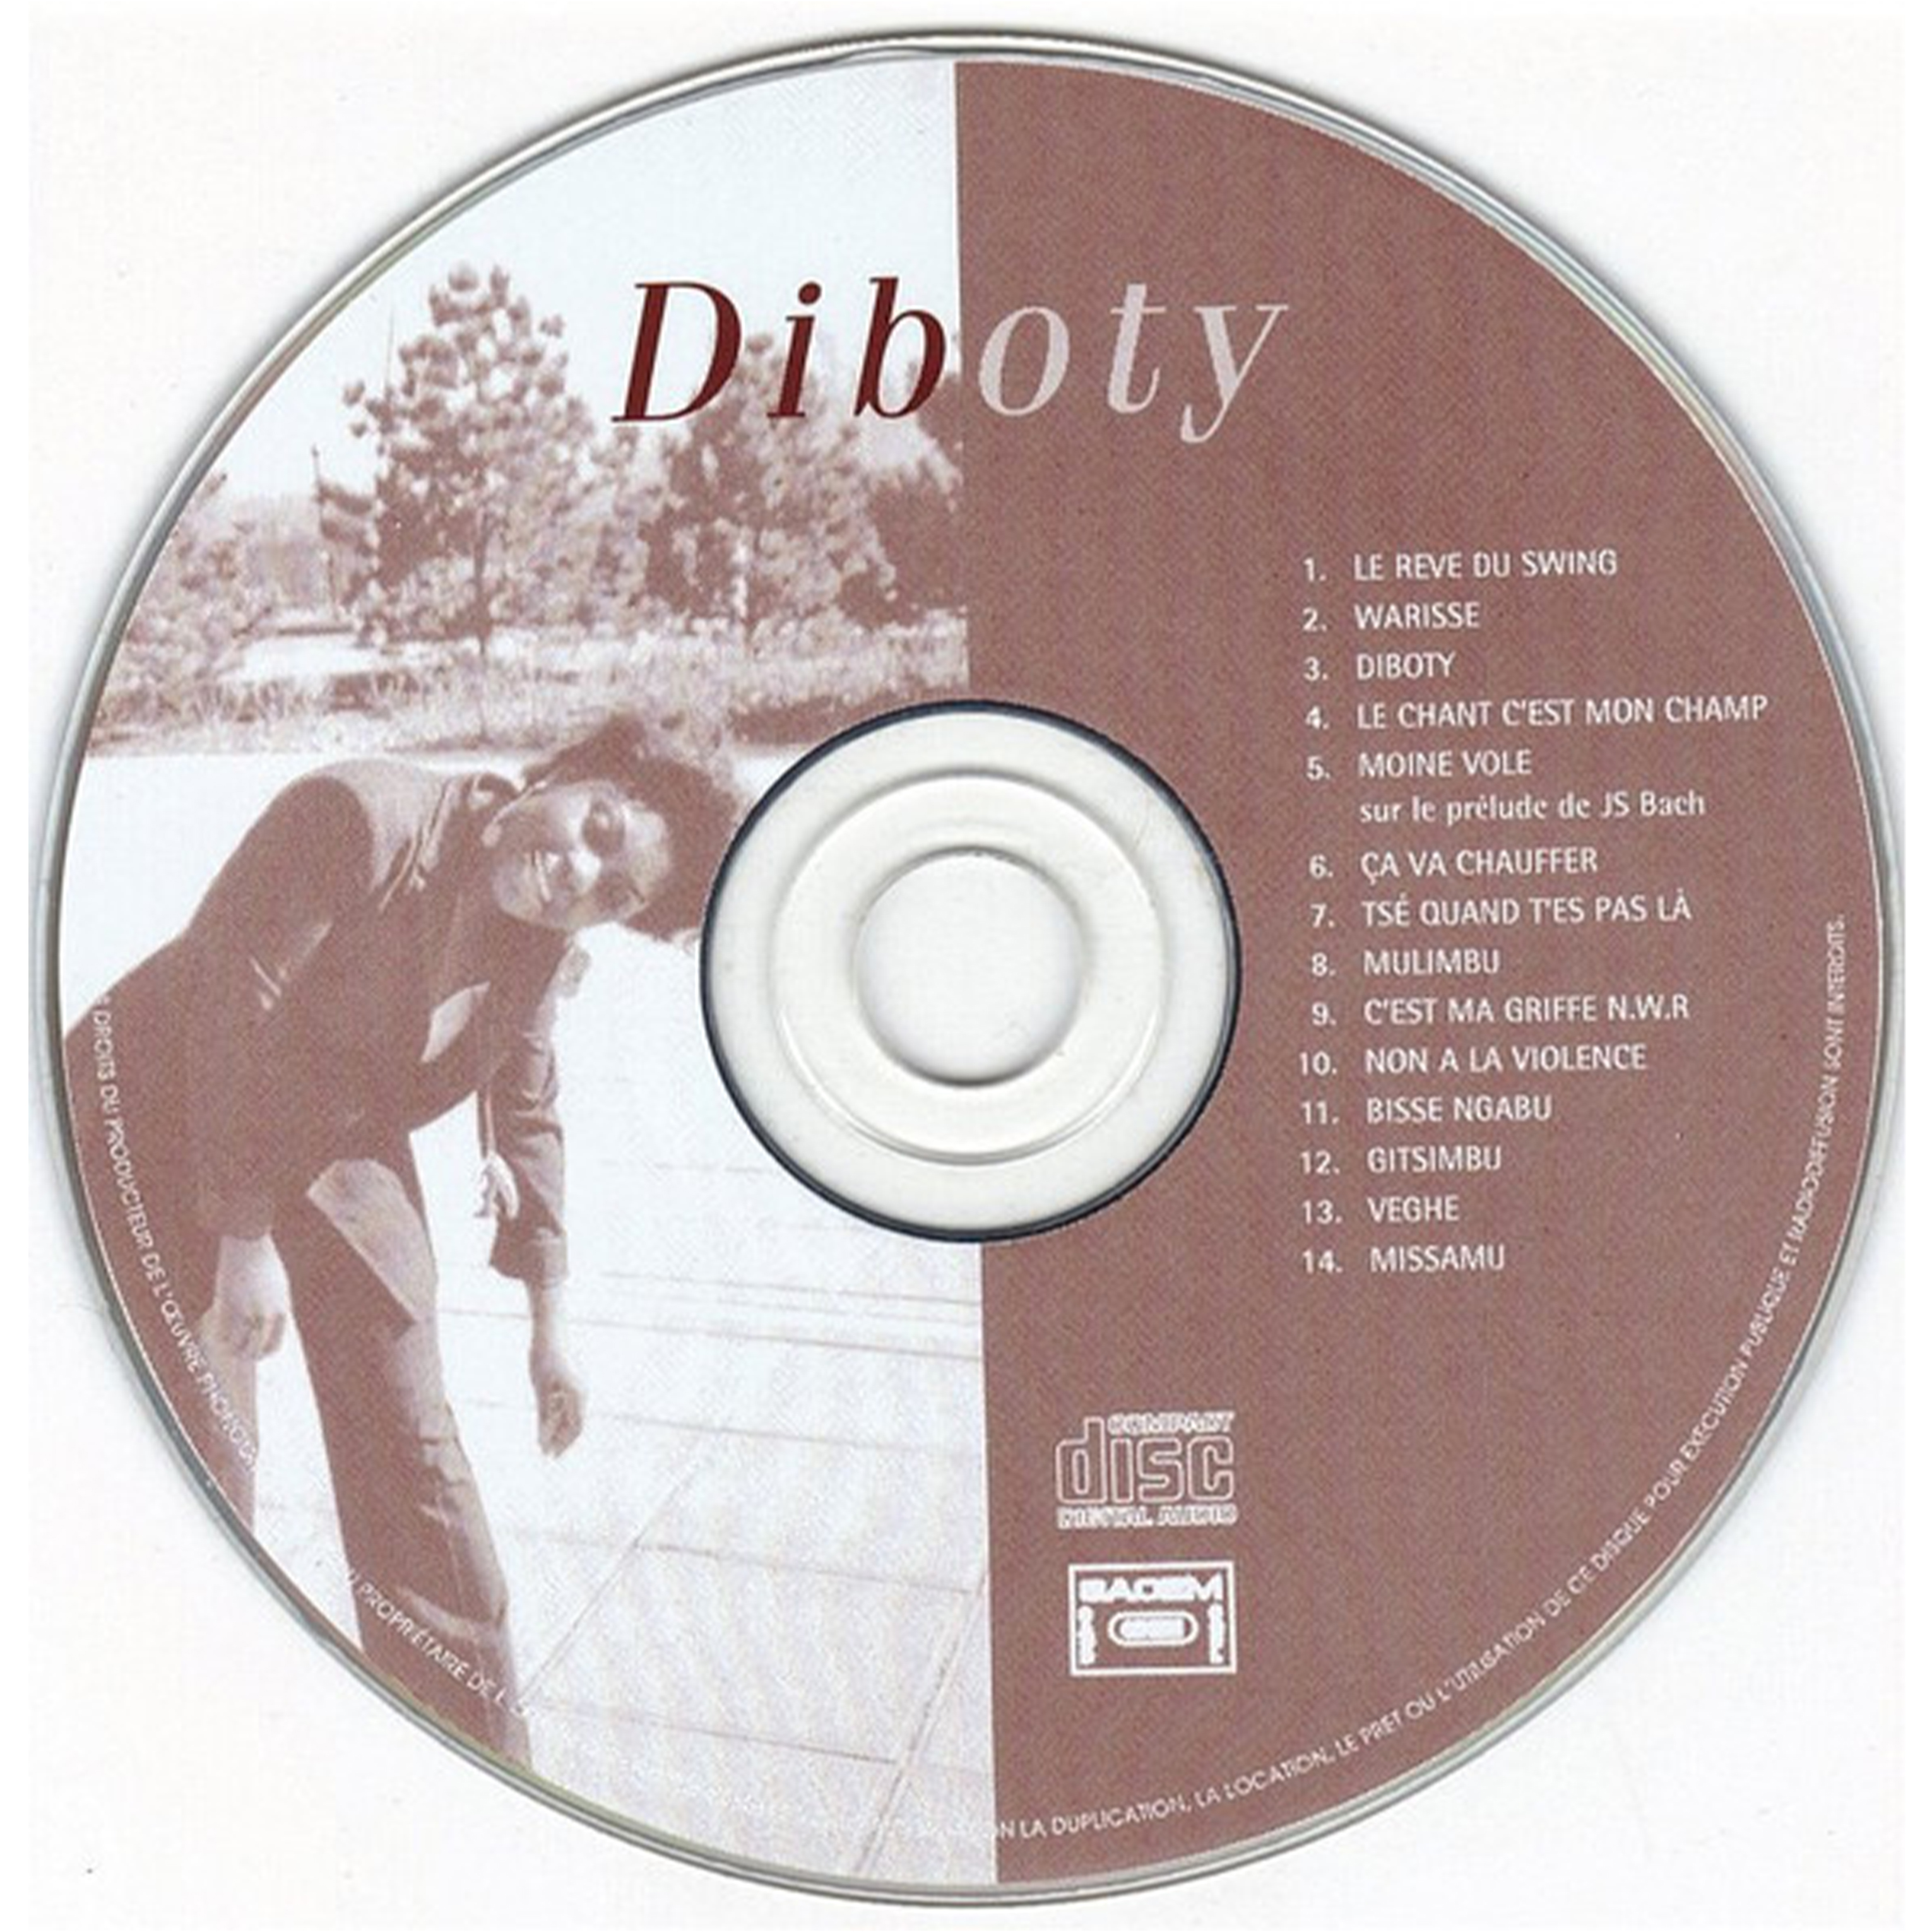 Diboty
1. LE REVE DU SWING
2. WARISSE
3. DIBOTY
4. LE CHANT C'EST MON CHAMP
5. MOINE VOLE
sur le prélude de JS Bach
6. ÇA VA CHAUFFER
7. TSÉ QUAND T'ES PAS LÀ
8. MULIMBU
9. C'EST MA GRIFFE N.W.R
10. NON A LA VIOLENCE
11. BISSE NGABU
12. GITSIMBU
13. VEGHE
14. MISSAMU
COMPACT
disc
DIGITAL AUDIO
SACEM
DROITS DU PRODUCTEUR DE L'ŒUVRE
PROPRIÉTAIRE DE
LA DUPLICATION, LA LOCATION, LE PRET OU L'UTILISATION DE CE DISQUE POUR EXECUTION PUBLIQUE ET RADIODIFFUSION SONT INTERDITS.